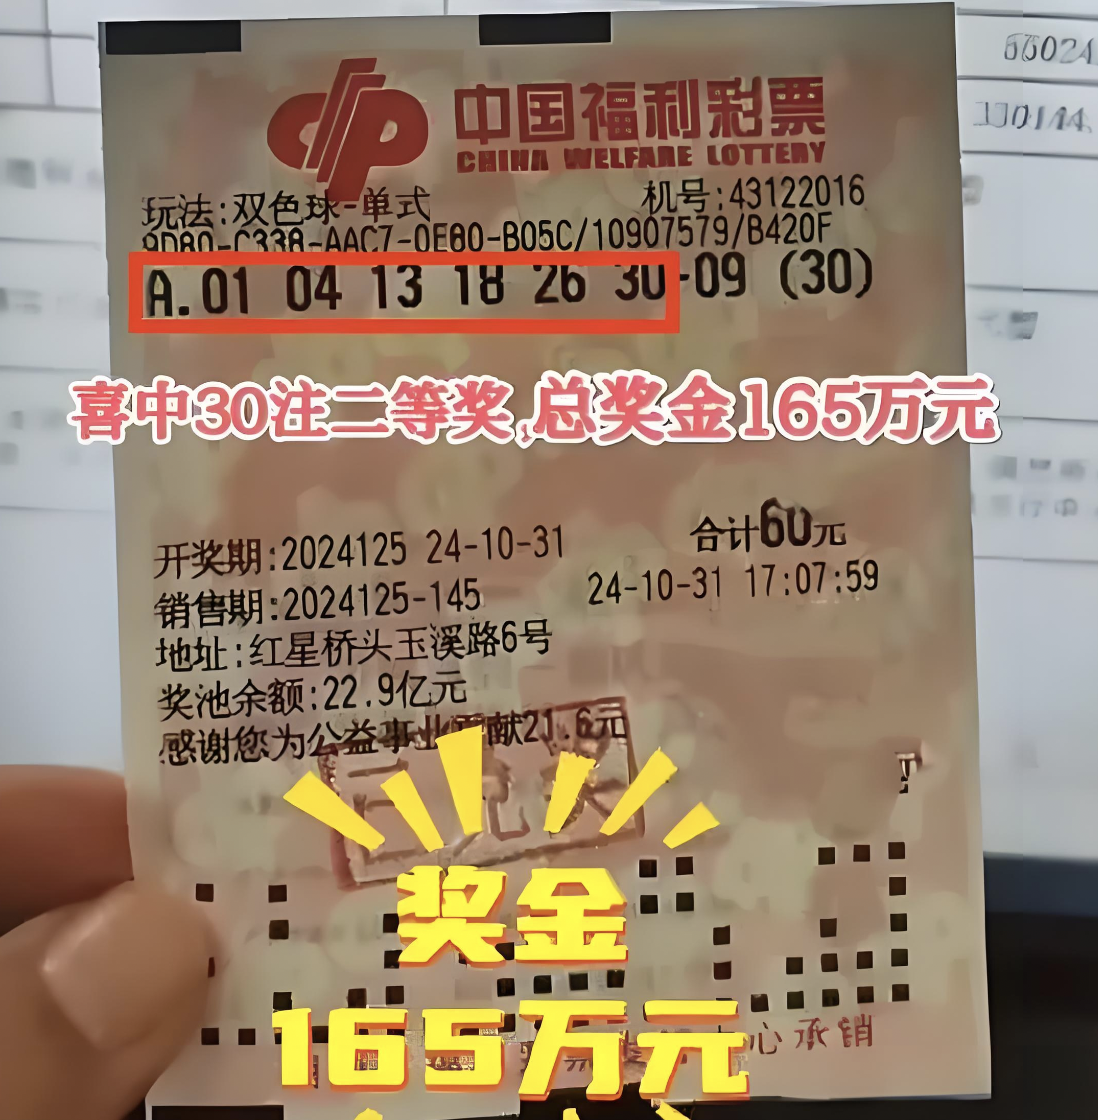 66024
中国福利彩票
CHINA WELFARE LOTTERY
玩法:双色球-单式 机号:43122016
9D80-C338-AAC7-0E80-B05C/10907579/B420F
A.01 04 13 18 26 30-09 (30)
喜中30注二等奖,总奖金165万元
合计60元
开奖期:2024125 24-10-31
销售期:2024125-145 24-10-31 17:07:59
地址:红星桥头玉溪路6号
奖池余额:22.9亿元
感谢您为公益事业贡献21.6元
已兑奖
奖金
165万元
心承销